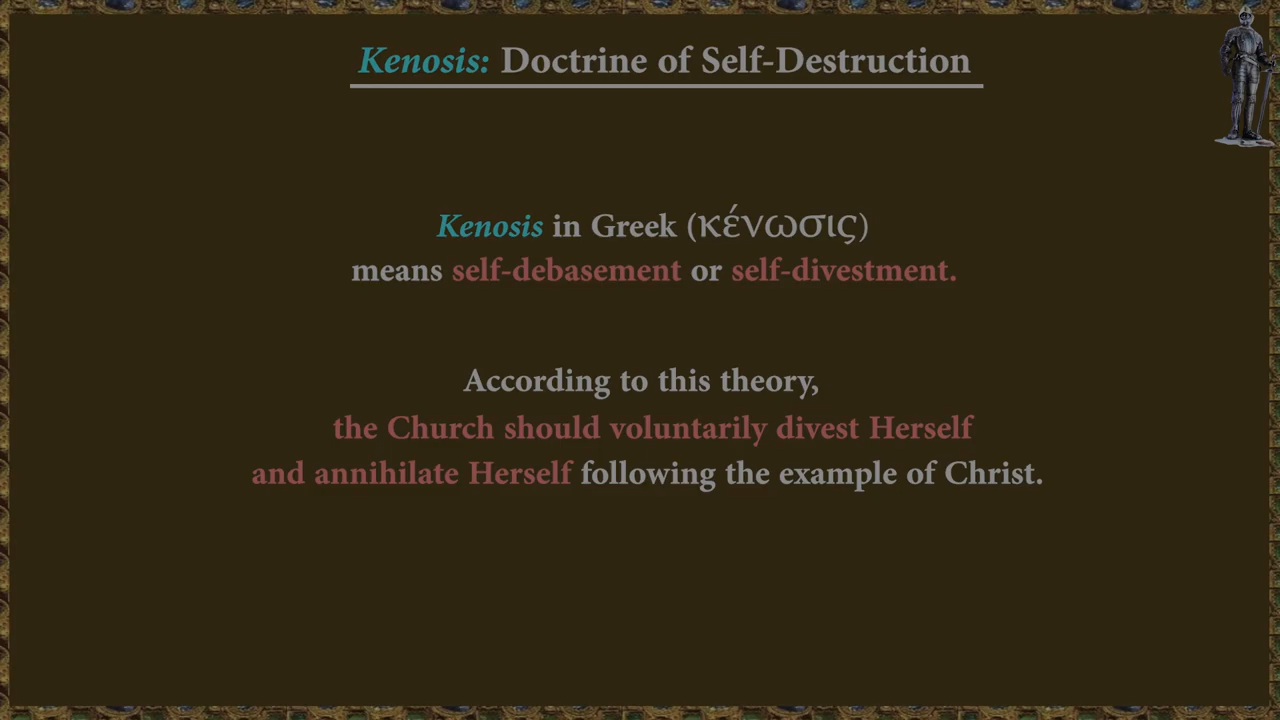 Kenosis: Doctrine of Self-Destruction
Kenosis in Greek (κένωσις)
means self-debasement or self-divestment.
According to this theory,
the Church should voluntarily divest Herself
and annihilate Herself following the example of Christ.